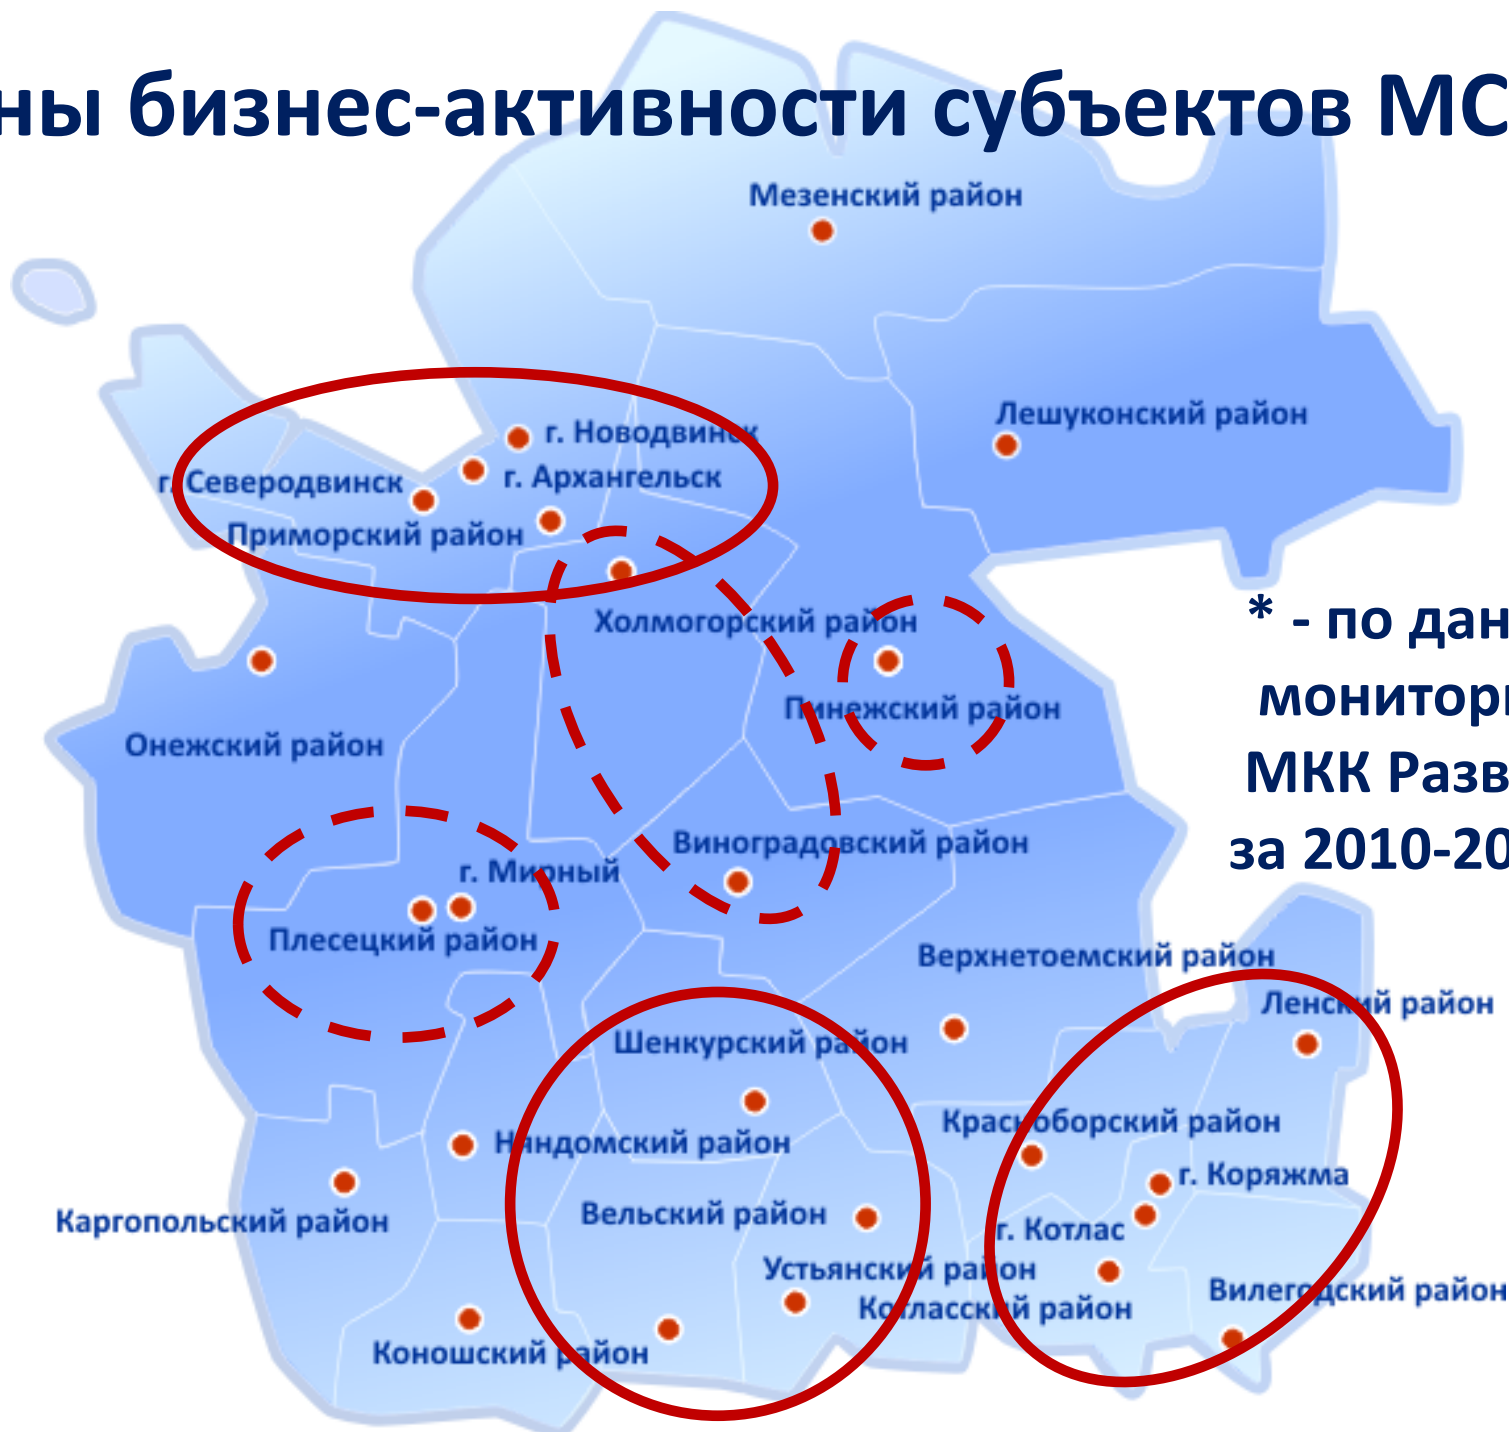 ны бизнес-активности субъектов МС
Мезенский район
Лешуконский район
г. Новодвинск
г. Архангельск
г. Северодвинск
Приморский район
Холмогорский район
* - по дан
монитори
МКК Разв
за 2010-20
Пинежский район
Онежский район
Виноградовский район
г. Мирный
Плесецкий район
Верхнетоемский район
Ленский район
Шенкурский район
Красноборский район
Няндомский район
г. Коряжма
Каргопольский район
Вельский район
г. Котлас
Устьянский район
Вилегодский район
Котласский район
Коношский район